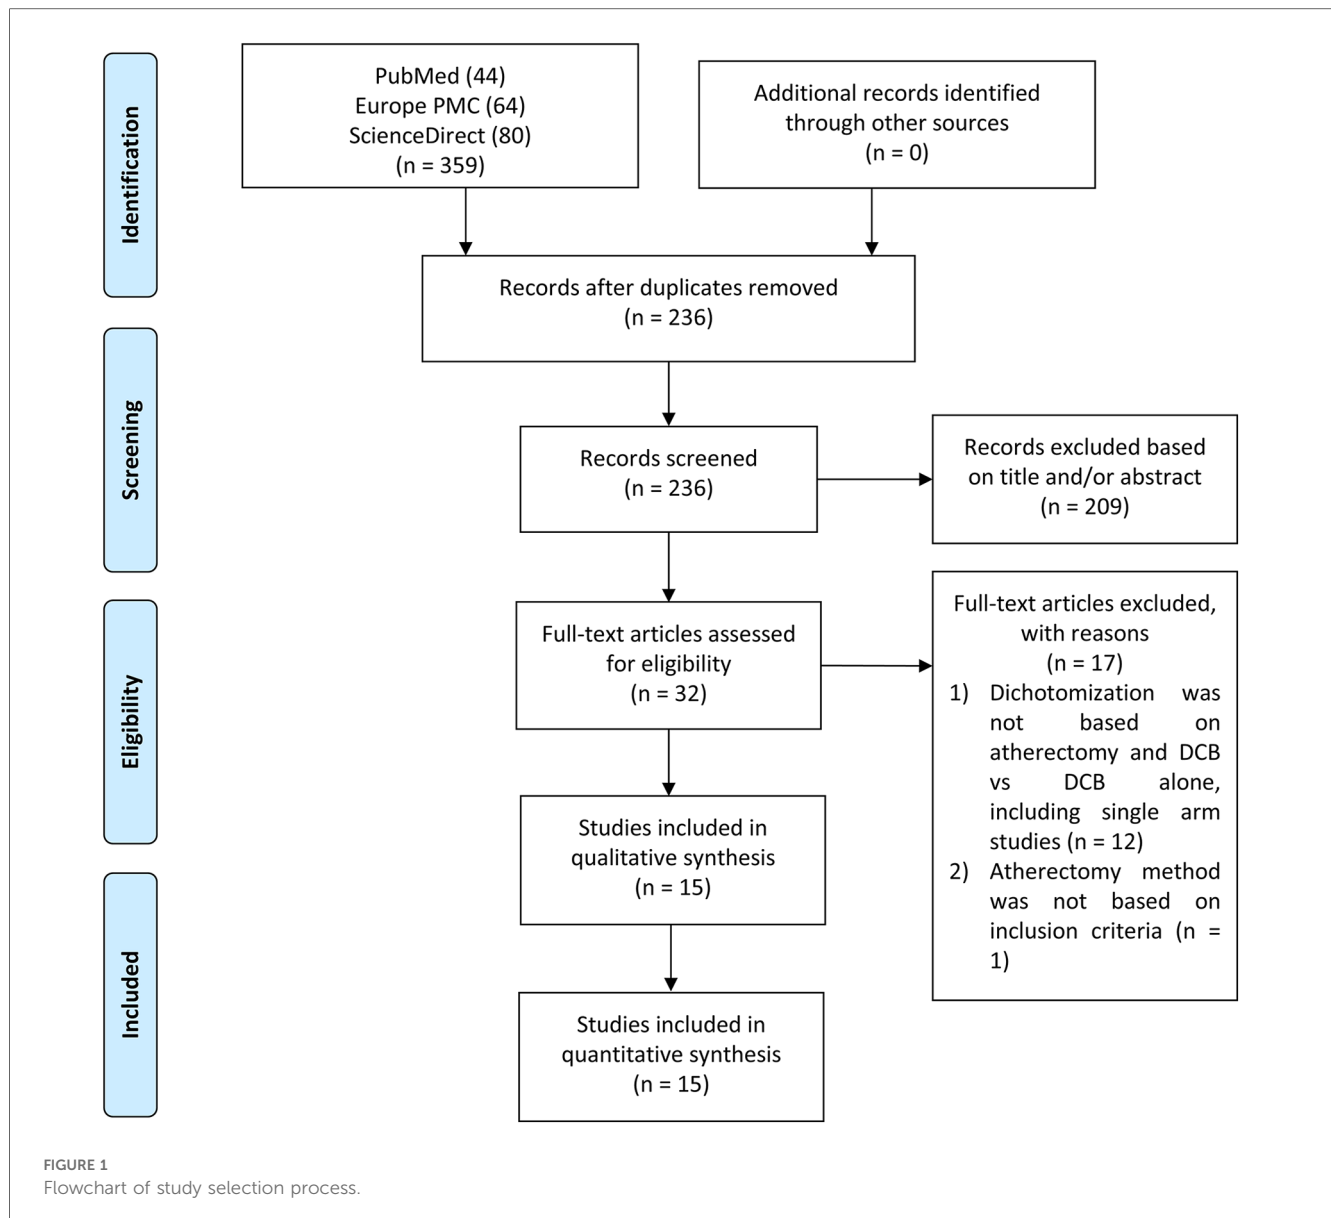 Identification
PubMed (44)
Europe PMC (64)
ScienceDirect (80)
(n = 359)
Additional records identified
through other sources
(n = 0)
Records after duplicates removed
(n = 236)
Screening
Records screened
(n = 236)
Records excluded based
on title and/or abstract
(n = 209)
Eligibility
Full-text articles assessed
for eligibility
(n = 32)
Full-text articles excluded,
with reasons
(n = 17)
1) Dichotomization was
not based on
atherectomy and DCB
vs DCB alone,
including single arm
studies (n = 12)
2) Atherectomy method
was not based on
inclusion criteria (n =
1)
Studies included in
qualitative synthesis
(n = 15)
Included
Studies included in
quantitative synthesis
(n = 15)
FIGURE 1
Flowchart of study selection process.